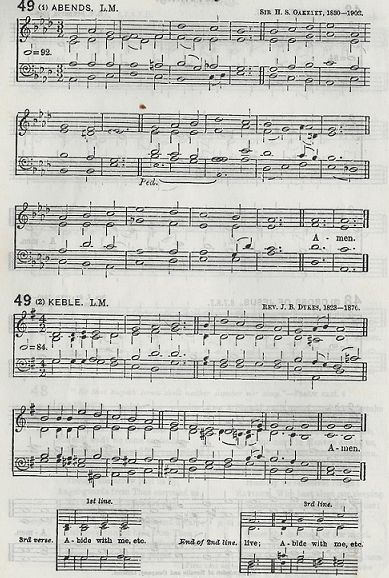 49 (1) ABENDS, L.M. SIR H. S. OAKELEY, 1830—1903.
=92.
Ped.
A - men.
49 (2) KEBLE. L.M. REV. J. B. DYKES, 1823—1876.
=84.
A - men.
1st line. 3rd line.
3rd verse. A - bide with me, etc. End of 2nd line. live; A - bide with me, etc.